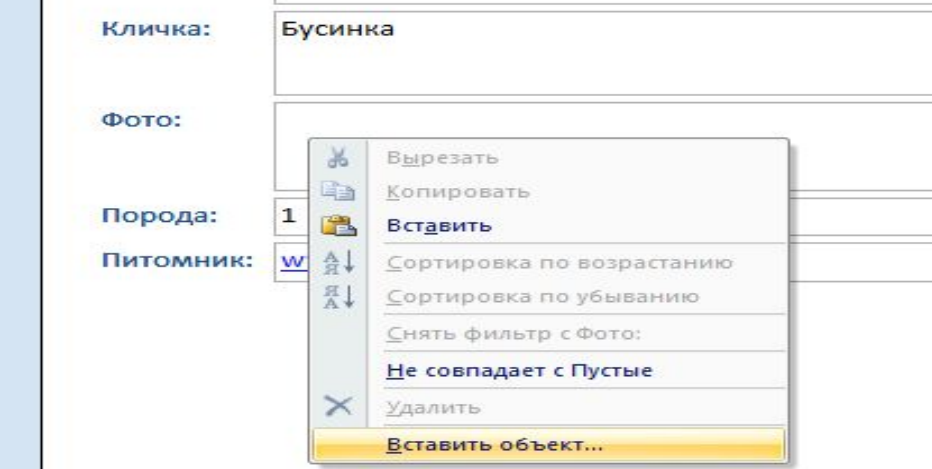 Кличка: Бусинка
Фото:
Вырезать
Копировать
Порода: 1
Вставить
Питомник: w
Сортировка по возрастанию
Сортировка по убыванию
Снять фильтр с Фото:
Не совпадает с Пустые
Удалить
Вставить объект...